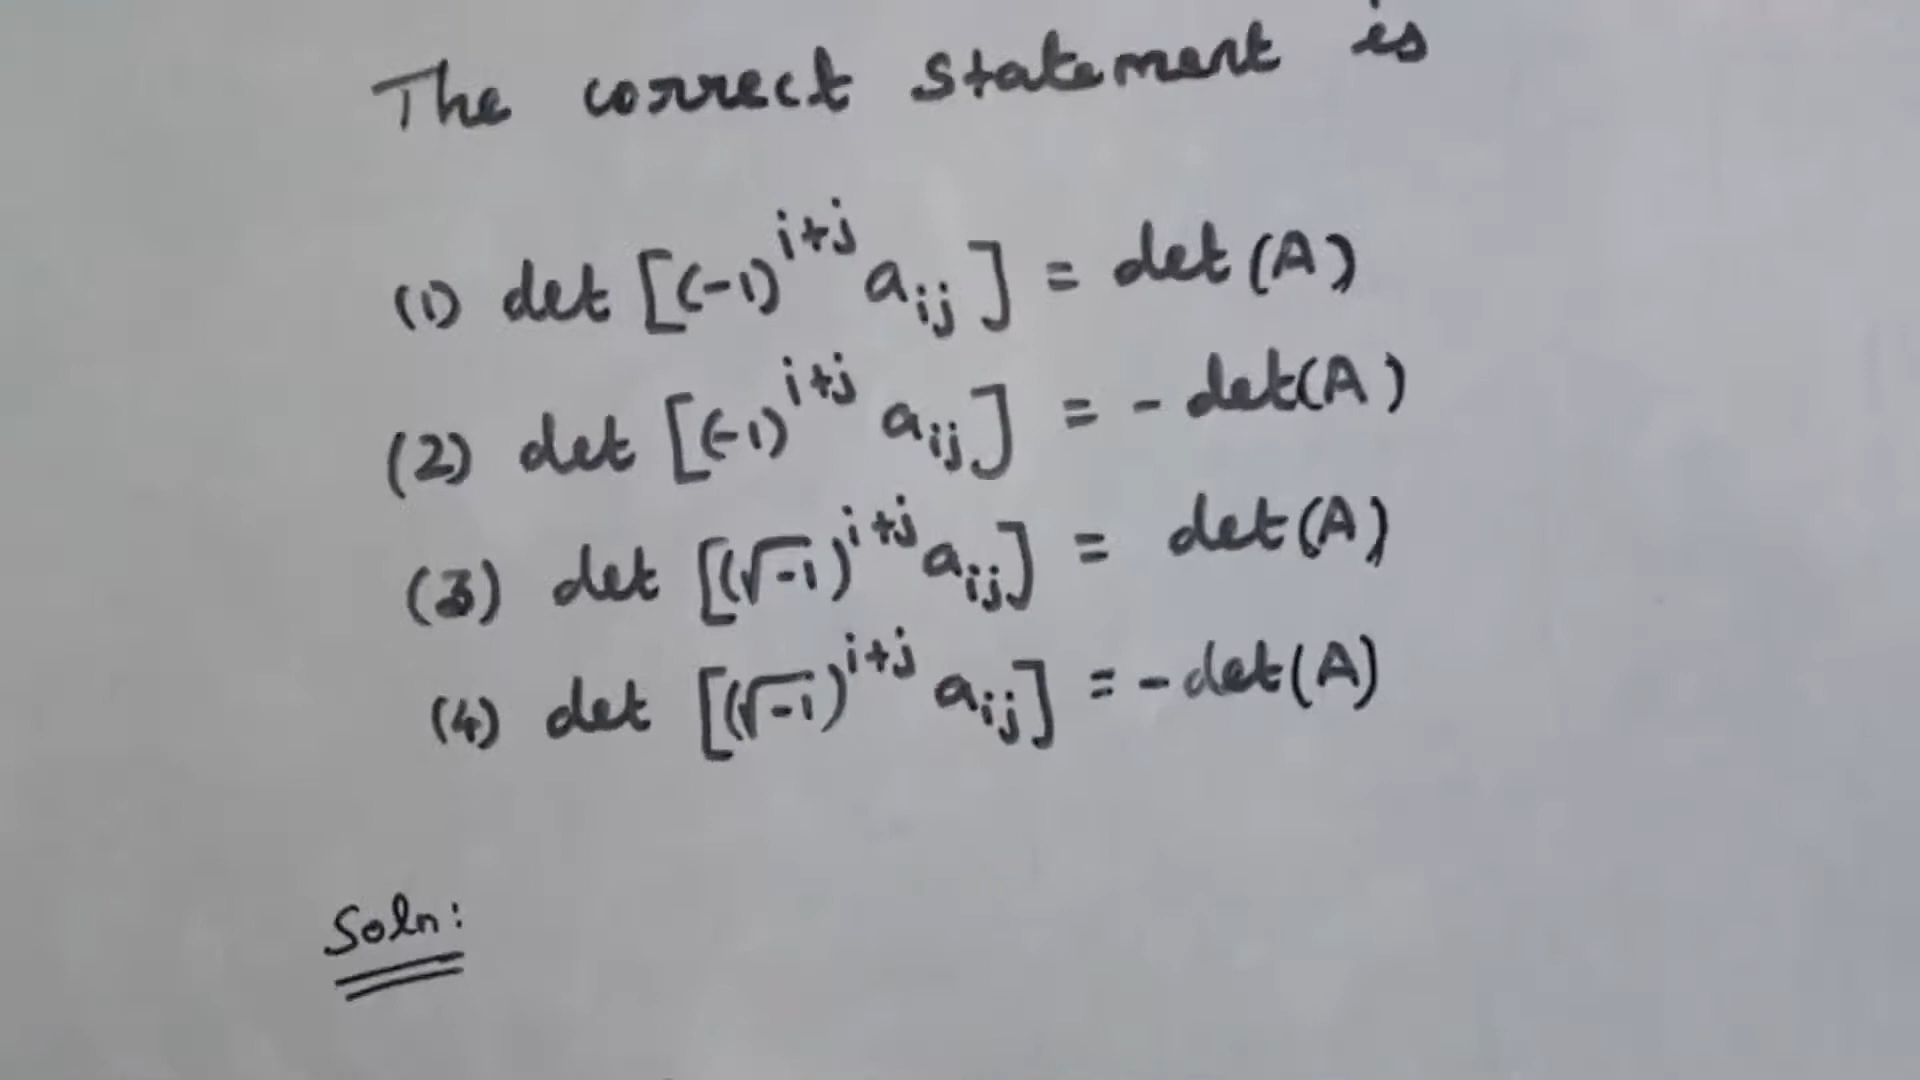 The correct statement is
(1) det [(-1)^{i+j} a_{ij}] = det (A)
(2) det [(-1)^{i+j} a_{ij}] = - det(A)
(3) det [(√-1)^{i+j} a_{ij}] = det(A)
(4) det [(√-1)^{i+j} a_{ij}] = -det(A)
Soln: